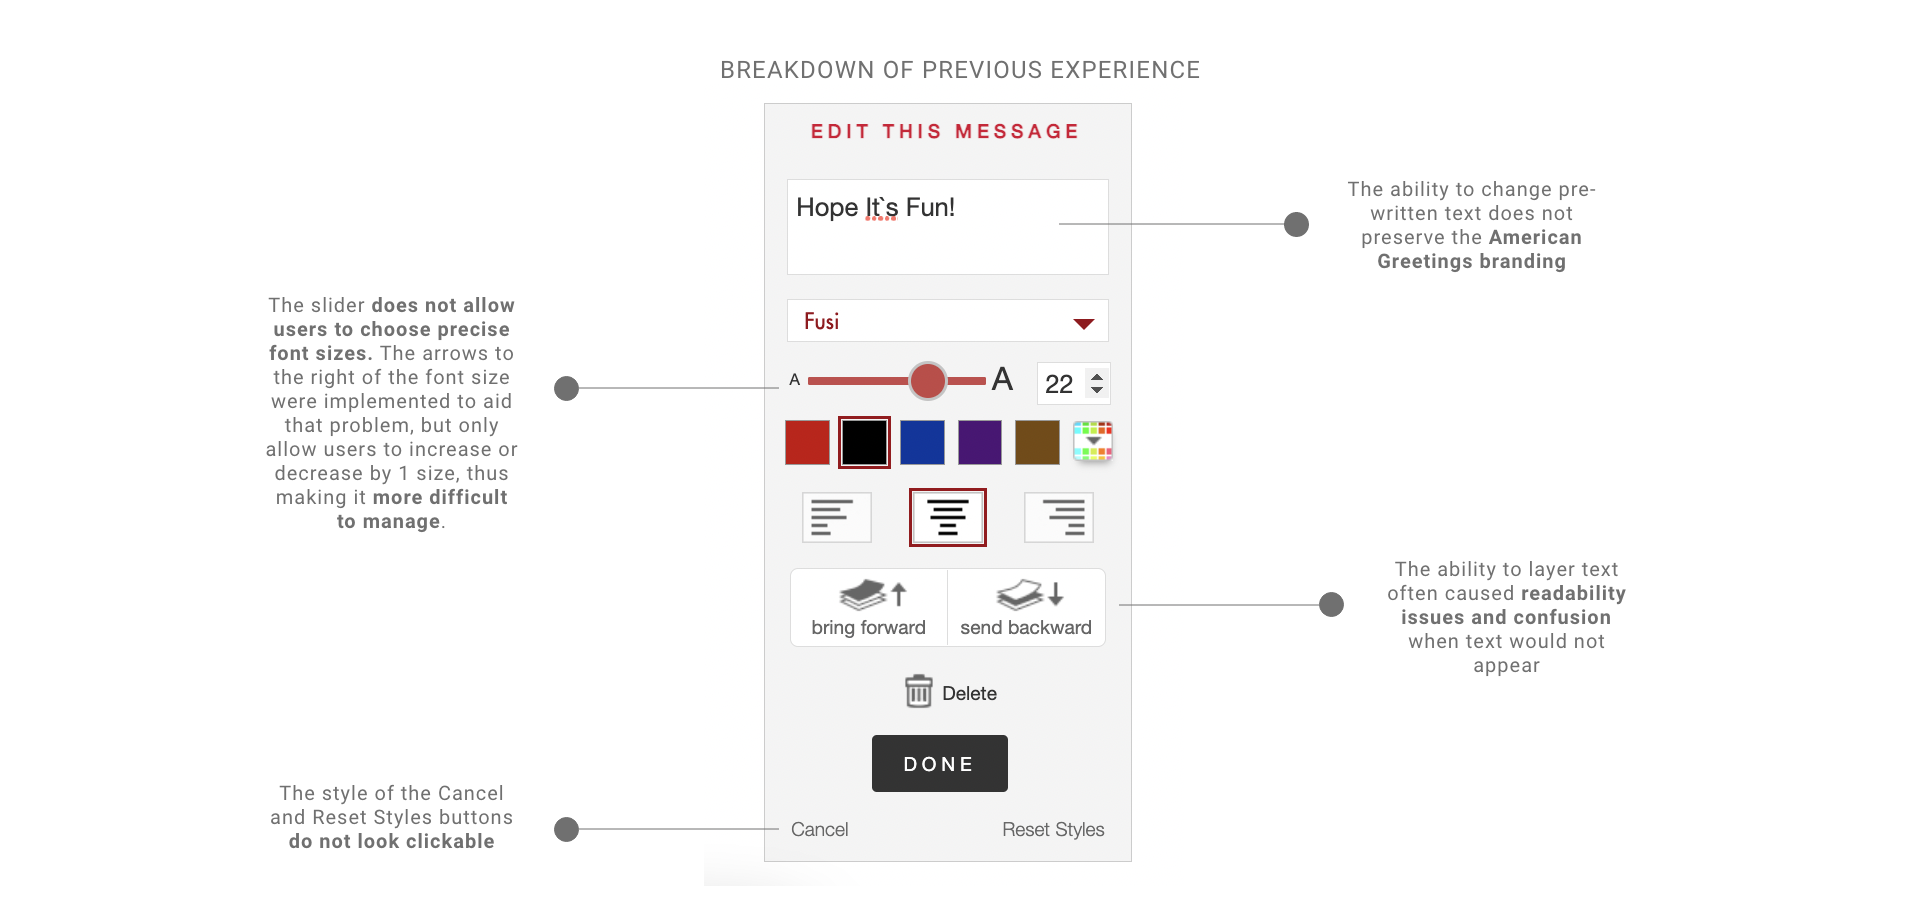 BREAKDOWN OF PREVIOUS EXPERIENCE
EDIT THIS MESSAGE
Hope It`s Fun!
The ability to change pre-
written text does not
preserve the American
Greetings branding
The slider does not allow
users to choose precise
font sizes. The arrows to
the right of the font size
were implemented to aid
that problem, but only
allow users to increase or
decrease by 1 size, thus
making it more difficult
to manage.
Fusi
A A 22
bring forward send backward
The ability to layer text
often caused readability
issues and confusion
when text would not
appear
Delete
DONE
The style of the Cancel
and Reset Styles buttons
do not look clickable
Cancel Reset Styles